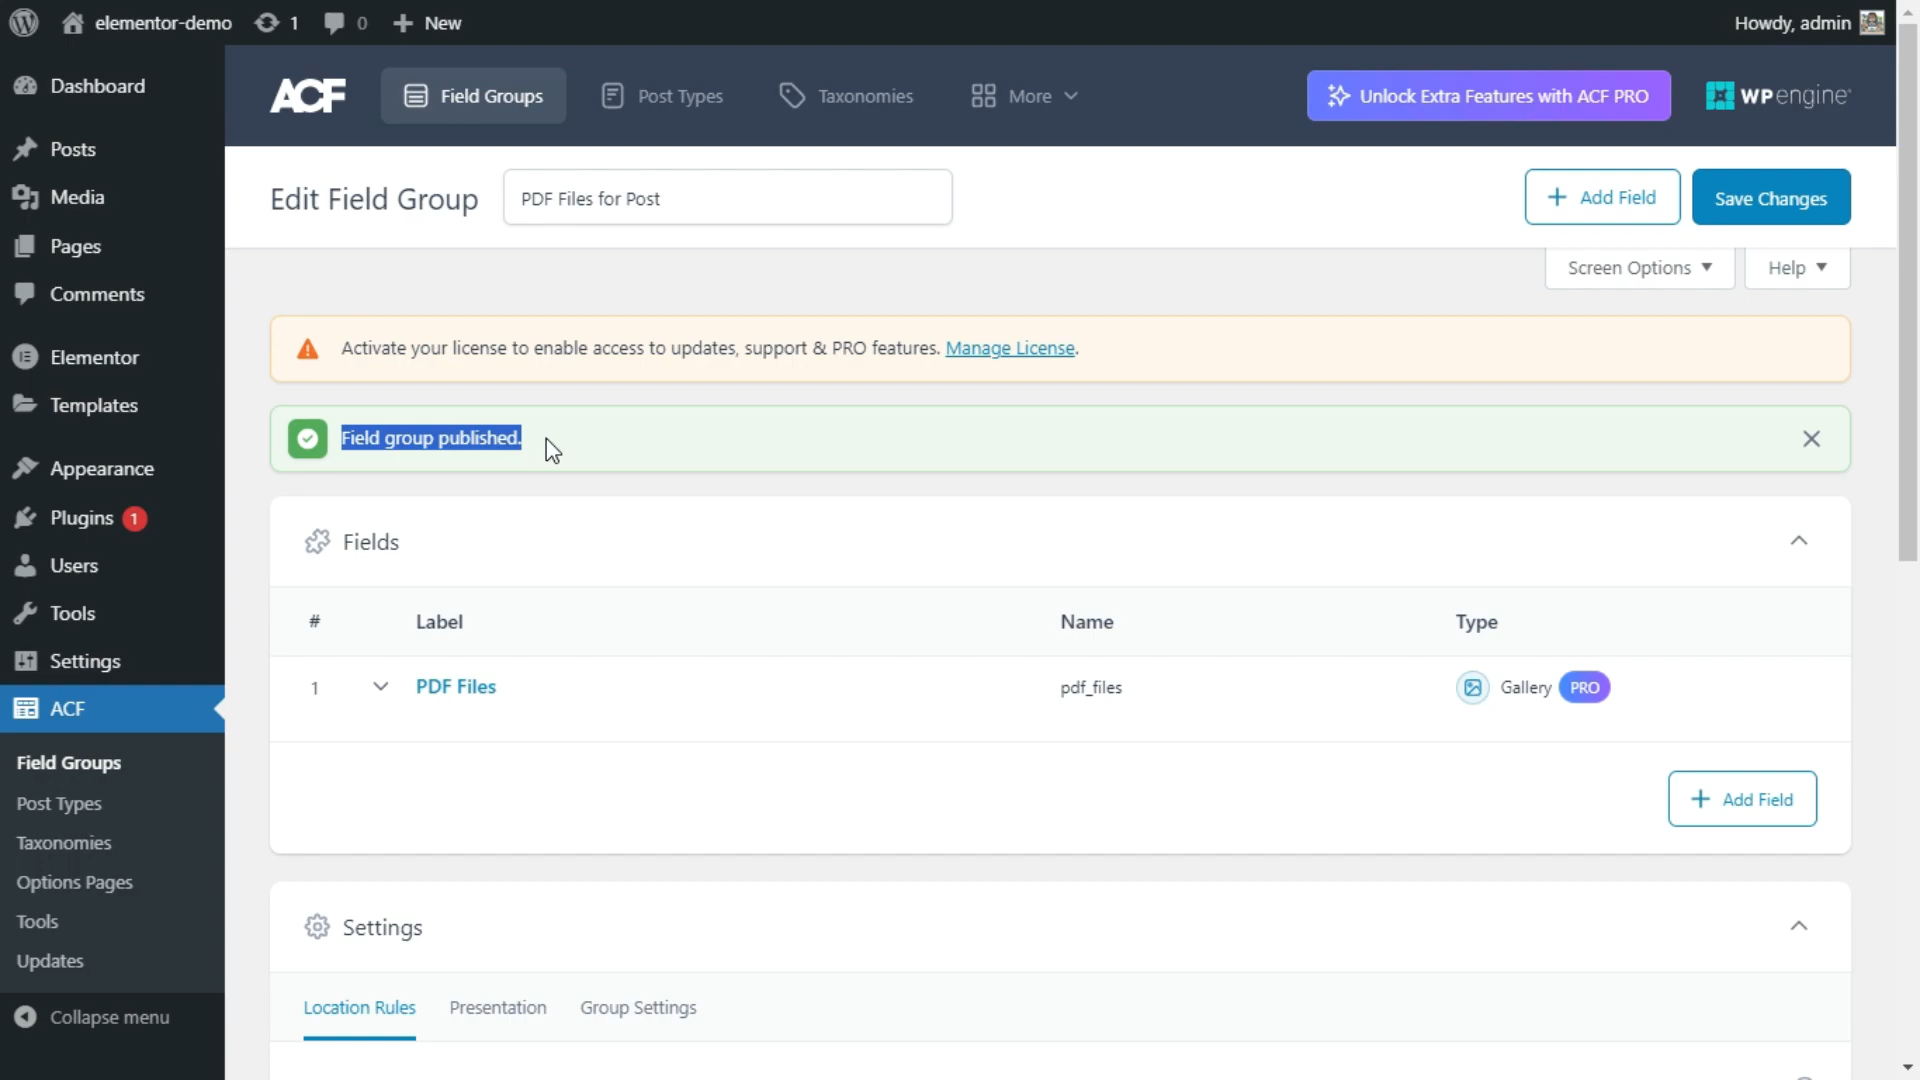 elementor-demo 1 0 New Howdy, admin
Dashboard
Posts
Media
Pages
Comments
Elementor
Templates
Appearance
Plugins 1
Users
Tools
Settings
ACF
Field Groups
Post Types
Taxonomies
Options Pages
Tools
Updates
Collapse menu
ACF Field Groups Post Types Taxonomies More Unlock Extra Features with ACF PRO WP engine
Edit Field Group PDF Files for Post Add Field Save Changes
Screen Options Help
Activate your license to enable access to updates, support & PRO features. Manage License.
Field group published.
Fields
# Label Name Type
1 PDF Files pdf_files Gallery PRO
Add Field
Settings
Location Rules Presentation Group Settings